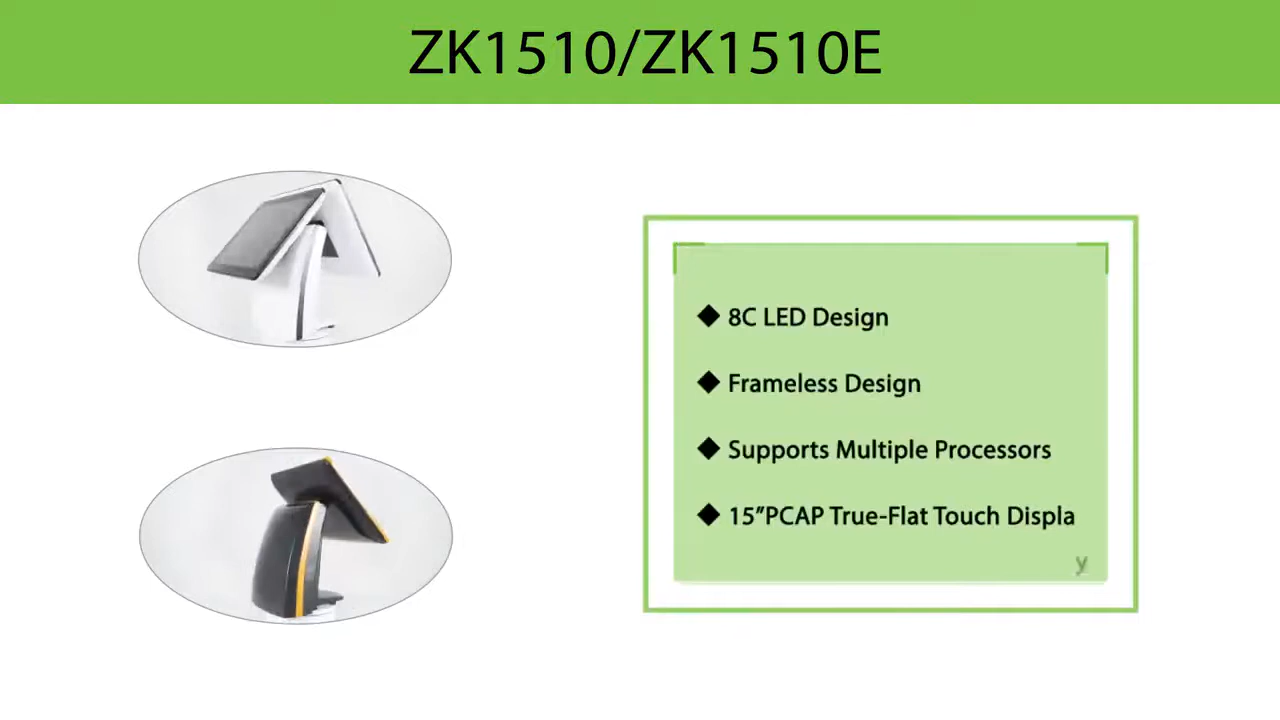 ZK1510/ZK1510E
◆ 8C LED Design
◆ Frameless Design
◆ Supports Multiple Processors
◆ 15”PCAP True-Flat Touch Displa
y